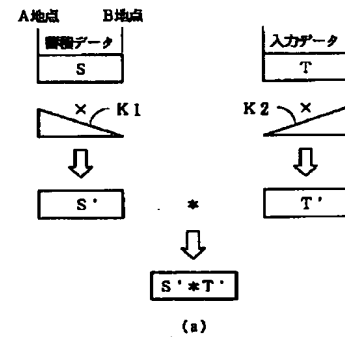 A地点 B地点
蓄積データ 入力データ
S T
× K1 K2 ×
S' * T'
S'*T'
(a)